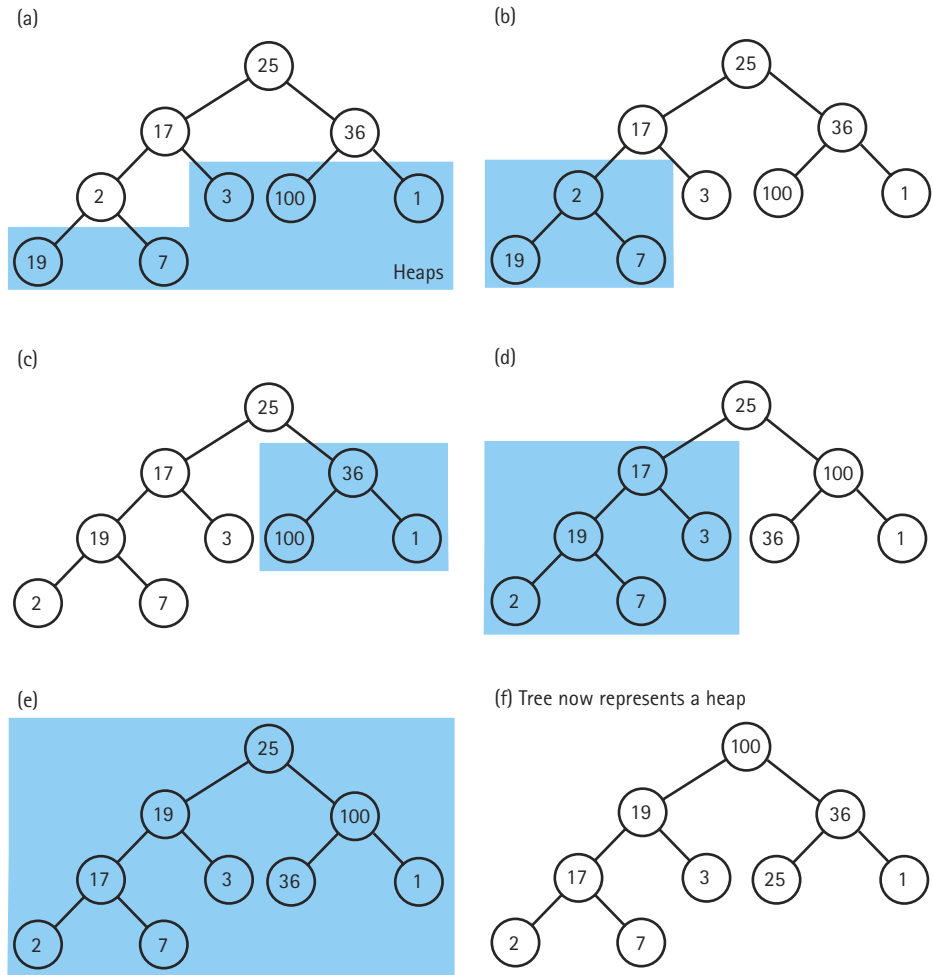 (a)
25
17 36
2 3 100 1
19 7
Heaps
(b)
25
17 36
2 3 100 1
19 7
(c)
25
17 36
19 3 100 1
2 7
(d)
25
17 100
19 3 36 1
2 7
(e)
25
19 100
17 3 36 1
2 7
(f) Tree now represents a heap
100
19 36
17 3 25 1
2 7